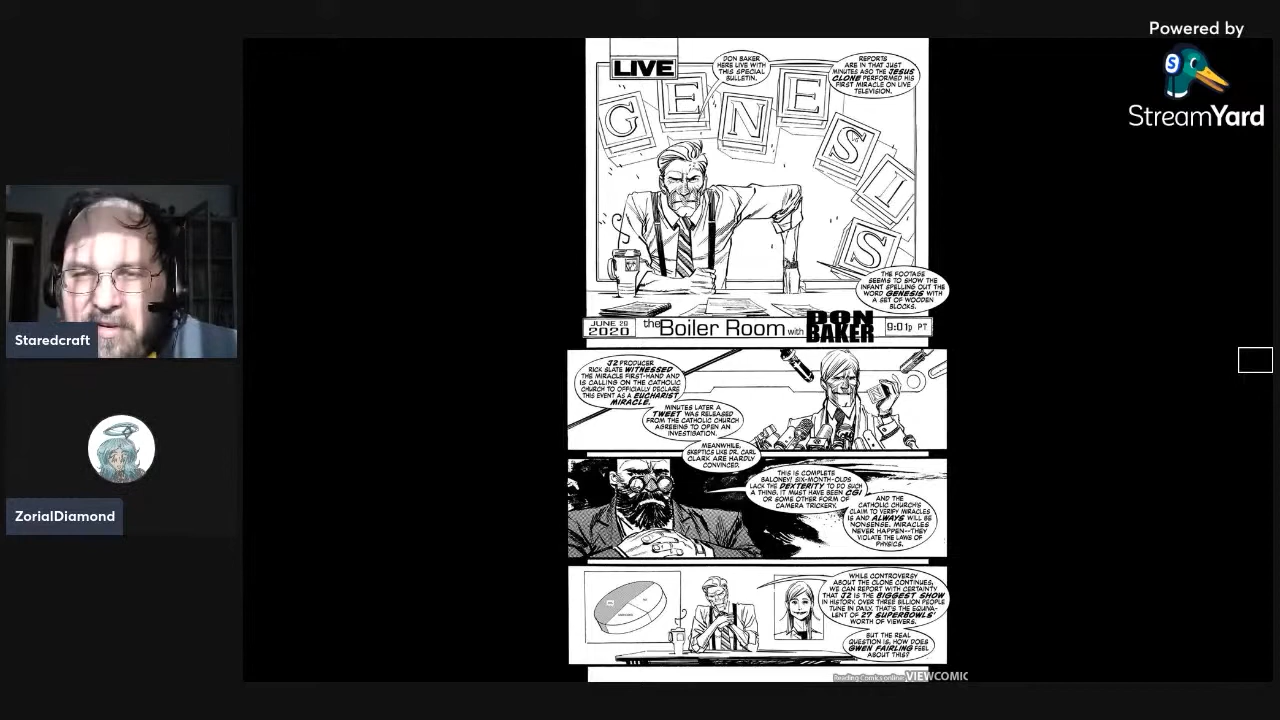 Powered by
StreamYard
Staredcraft
ZorialDiamond
LIVE
DON BAKER
HERE LIVE WITH
THIS SPECIAL
BULLETIN.
REPORTS
ARE IN THAT JUST
MINUTES AGO THE JESUS
CLONE PERFORMED HIS
FIRST MIRACLE ON LIVE
TELEVISION.
GENESIS
THE FOOTAGE
SEEMS TO SHOW THE
INFANT SPELLING OUT THE
WORD GENESIS WITH
A SET OF WOODEN
BLOCKS.
JUNE 29
2020
the Boiler Room with
DON
BAKER
9:01p PT
J2 PRODUCER
RICK SLATE WITNESSED
THE MIRACLE FIRST-HAND AND
IS CALLING ON THE CATHOLIC
CHURCH TO OFFICIALLY DECLARE
THIS EVENT AS A EUCHARIST
MIRACLE.
MINUTES LATER A
TWEET WAS RELEASED
FROM THE CATHOLIC CHURCH
AGREEING TO OPEN AN
INVESTIGATION.
MEANWHILE,
SKEPTICS LIKE DR. CARL
CLARK ARE HARDLY
CONVINCED.
THIS IS COMPLETE
BALONEY! SIX-MONTH-OLDS
LACK THE DEXTERITY TO DO SUCH
A THING. IT MUST HAVE BEEN CGI
OR SOME OTHER FORM OF
CAMERA TRICKERY.
AND THE
CATHOLIC CHURCH'S
CLAIM TO VERIFY MIRACLES
IS AND ALWAYS WILL BE
NONSENSE. MIRACLES
NEVER HAPPEN--THEY
VIOLATE THE LAWS OF
PHYSICS.
WHILE CONTROVERSY
ABOUT THE CLONE CONTINUES,
WE CAN REPORT WITH CERTAINTY
THAT J2 IS THE BIGGEST SHOW
IN HISTORY. OVER THREE BILLION PEOPLE
TUNE IN DAILY. THAT'S THE EQUIVA-
LENT OF 27 SUPERBOWLS'
WORTH OF VIEWERS.
BUT THE REAL
QUESTION IS, HOW DOES
GWEN FAIRLING FEEL
ABOUT THIS?
Reading Comics online VIEWCOMIC